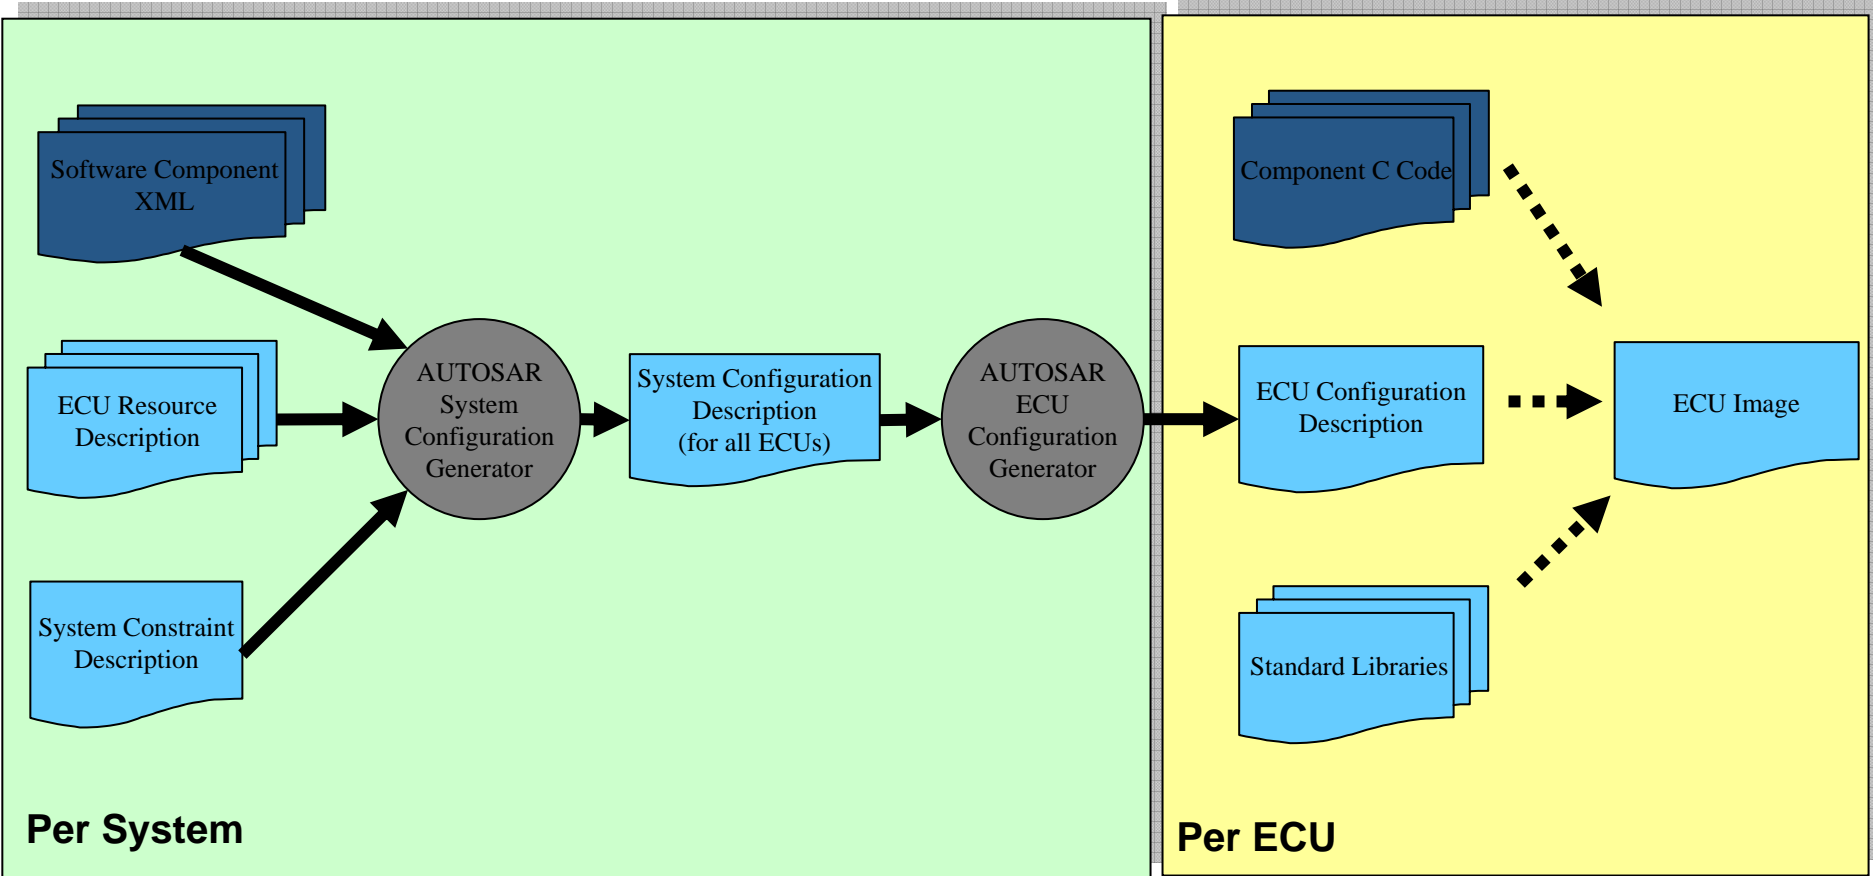 Software Component
XML
ECU Resource
Description
System Constraint
Description
AUTOSAR
System
Configuration
Generator
System Configuration
Description
(for all ECUs)
AUTOSAR
ECU
Configuration
Generator
Per System
Component C Code
ECU Configuration
Description
Standard Libraries
ECU Image
Per ECU